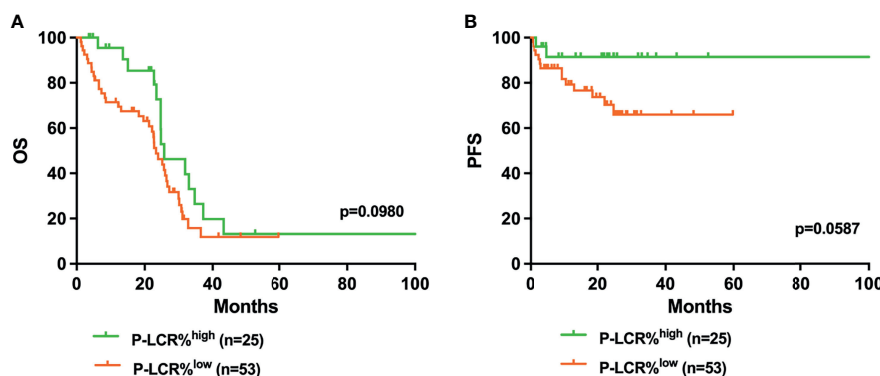 A
OS
100
80
60
40
20
0
p=0.0980
0 20 40 60 80 100
Months
P-LCR%high (n=25)
P-LCR%low (n=53)
B
PFS
100
80
60
40
20
0
p=0.0587
0 20 40 60 80 100
Months
P-LCR%high (n=25)
P-LCR%low (n=53)